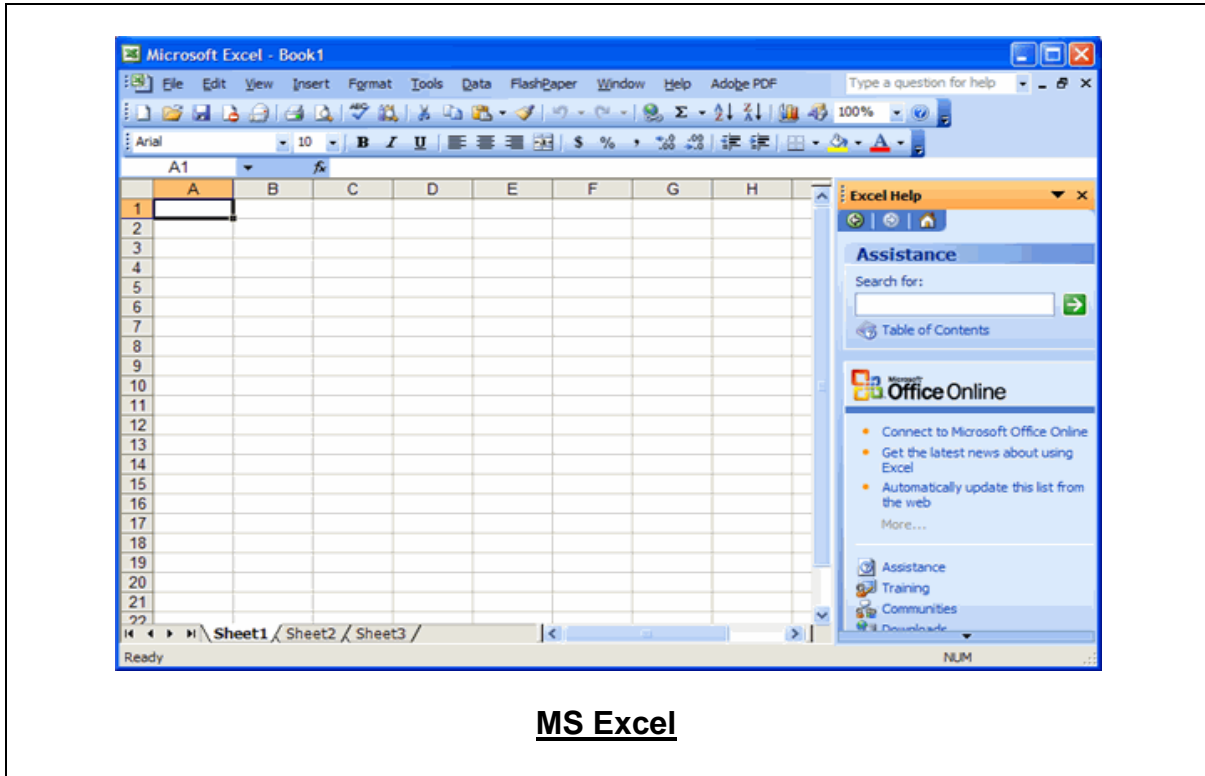 Microsoft Excel - Book1
File Edit View Insert Format Tools Data FlashPaper Window Help Adobe PDF Type a question for help
100%
Arial 10 B I U $ % ,
A1 fx
A B C D E F G H
Excel Help
1
2
3
4
5
6
7
8
9
10
11
12
13
14
15
16
17
18
19
20
21
22
Assistance
Search for:
Table of Contents
Microsoft
Office Online
Connect to Microsoft Office Online
Get the latest news about using
Excel
Automatically update this list from
the web
More...
Assistance
Training
Communities
Downloads
Sheet1 Sheet2 Sheet3
Ready NUM
MS Excel